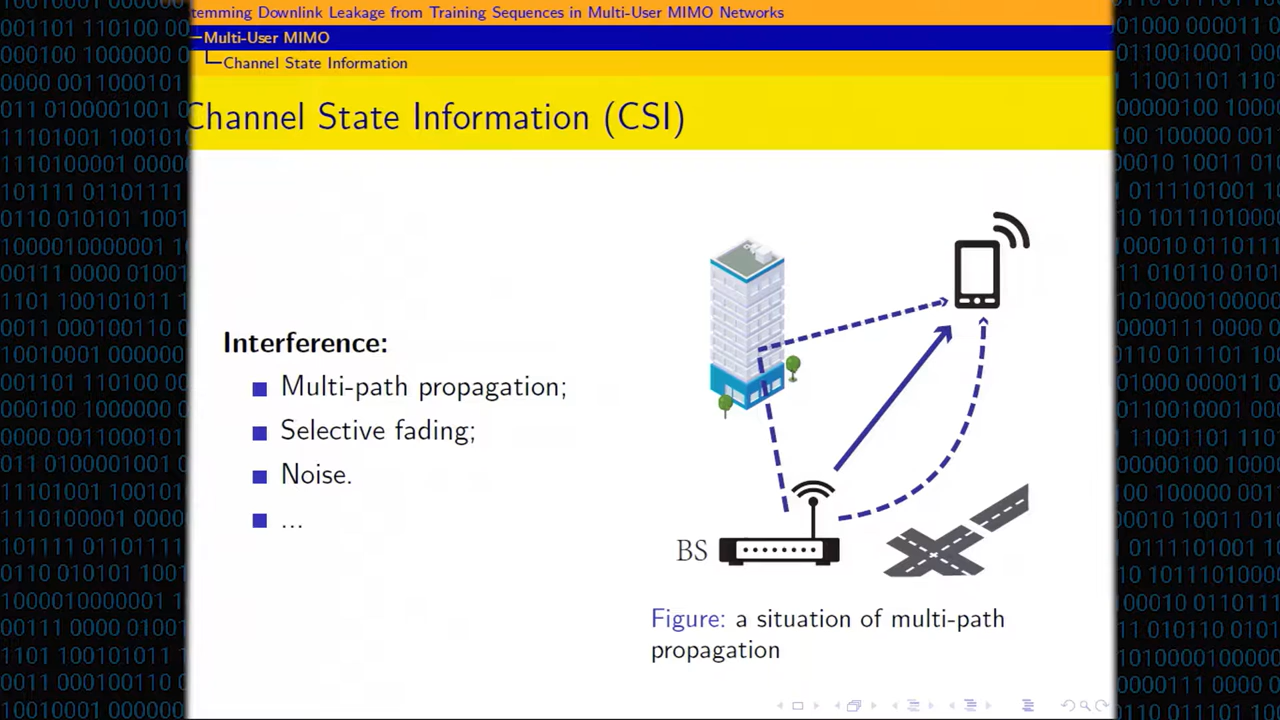 temming Downlink Leakage from Training Sequences in Multi-User MIMO Networks
Multi-User MIMO
Channel State Information
Channel State Information (CSI)
Interference:
Multi-path propagation;
Selective fading;
Noise.
...
BS
Figure: a situation of multi-path
propagation